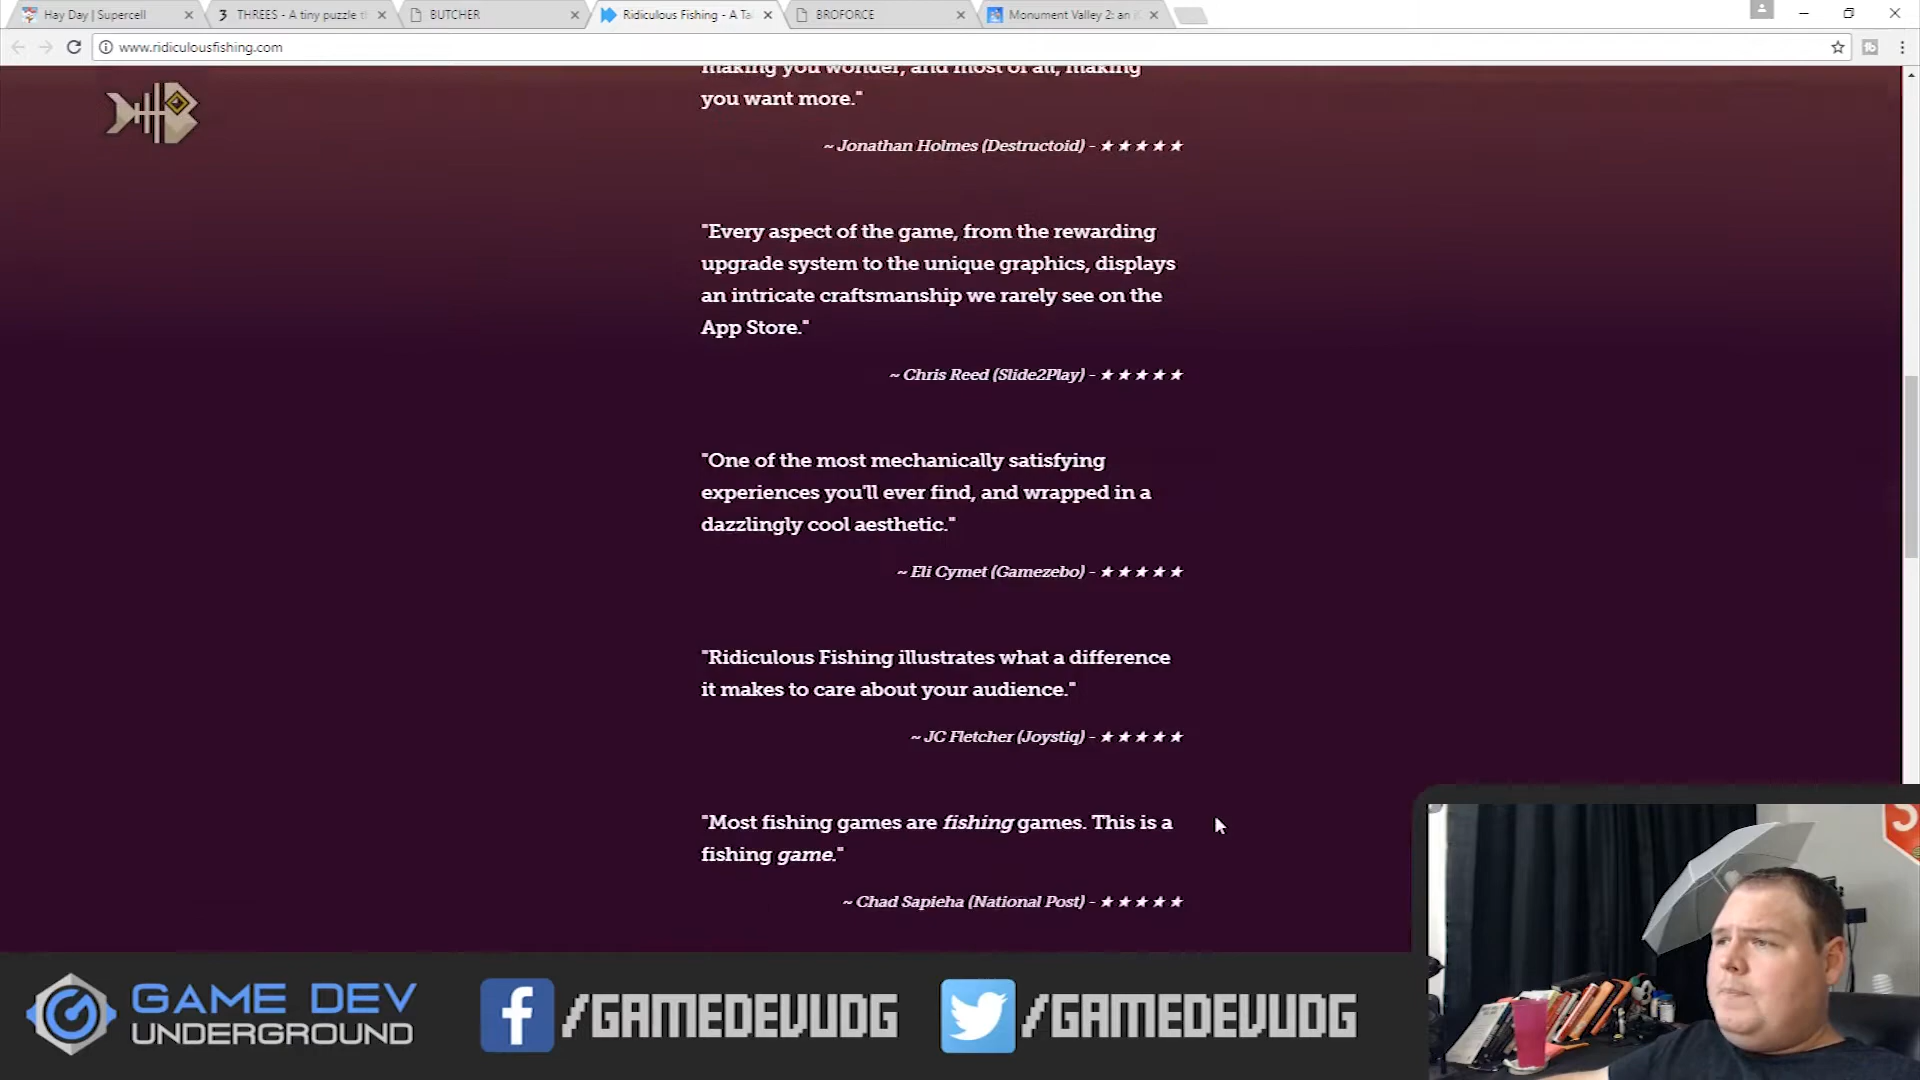 Hay Day | Supercell
3 THREES - A tiny puzzle th
BUTCHER
Ridiculous Fishing - A Ta
BROFORCE
Monument Valley 2: an i
www.ridiculousfishing.com
making you wonder, and most of all, making
you want more."
~ Jonathan Holmes (Destructoid) - ★ ★ ★ ★ ★
"Every aspect of the game, from the rewarding
upgrade system to the unique graphics, displays
an intricate craftsmanship we rarely see on the
App Store."
~ Chris Reed (Slide2Play) - ★ ★ ★ ★ ★
"One of the most mechanically satisfying
experiences you'll ever find, and wrapped in a
dazzlingly cool aesthetic."
~ Eli Cymet (Gamezebo) - ★ ★ ★ ★ ★
"Ridiculous Fishing illustrates what a difference
it makes to care about your audience."
~ JC Fletcher (Joystiq) - ★ ★ ★ ★ ★
"Most fishing games are fishing games. This is a
fishing game."
~ Chad Sapieha (National Post) - ★ ★ ★ ★ ★
GAME DEV
UNDERGROUND
/GAMEDEVUDG
/GAMEDEVUDG